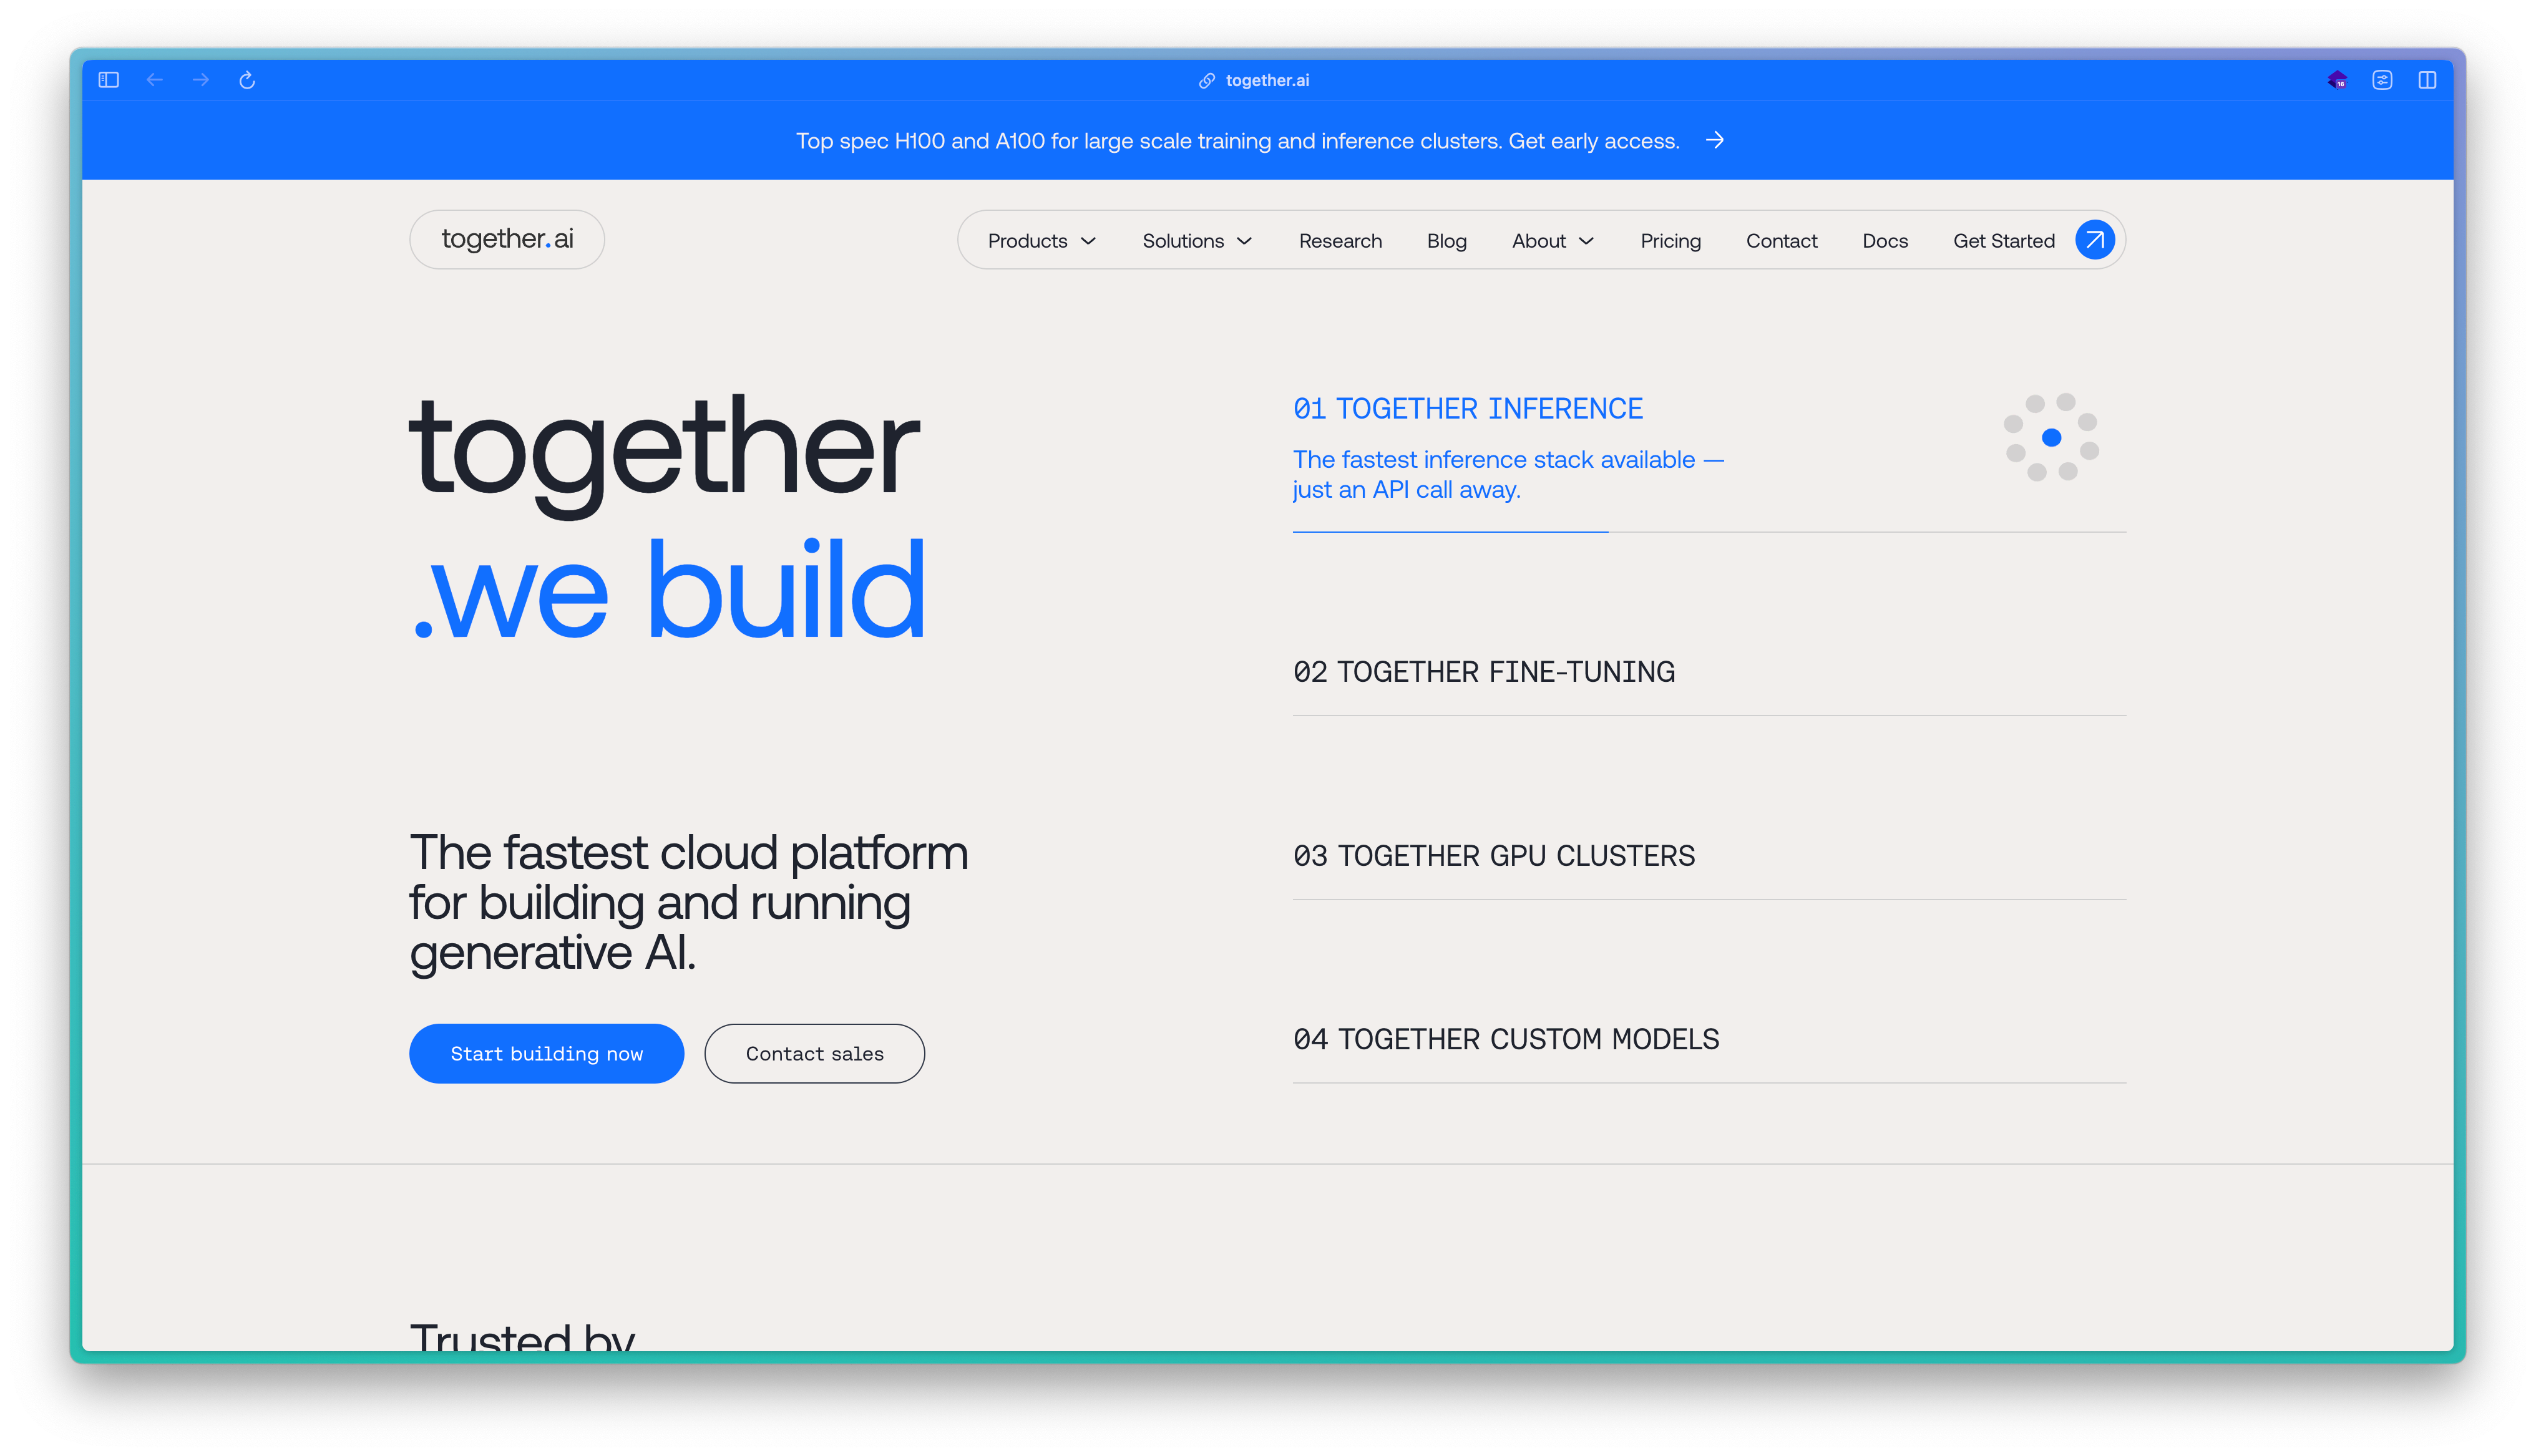 together.ai
Top spec H100 and A100 for large scale training and inference clusters. Get early access.
together.ai
Products
Solutions
Research
Blog
About
Pricing
Contact
Docs
Get Started
together
.we build
The fastest cloud platform
for building and running
generative AI.
Start building now
Contact sales
01 TOGETHER INFERENCE
The fastest inference stack available —
just an API call away.
02 TOGETHER FINE-TUNING
03 TOGETHER GPU CLUSTERS
04 TOGETHER CUSTOM MODELS
Trusted by